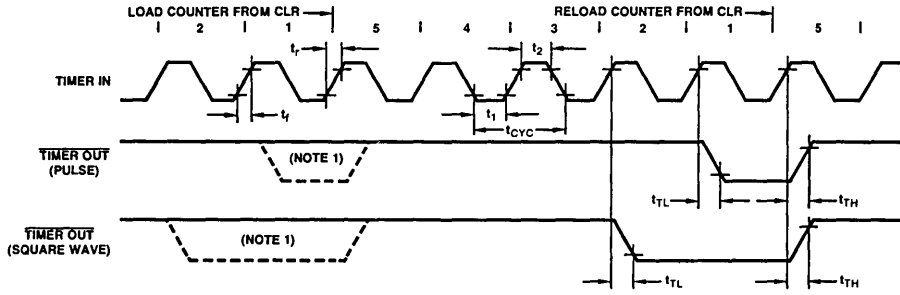 LOAD COUNTER FROM CLR
RELOAD COUNTER FROM CLR
2 1 5 4 3 2 1 5
TIMER IN
tr
t2
tf
t1
tCYC
TIMER OUT
(PULSE)
(NOTE 1)
tTL
tTH
TIMER OUT
(SQUARE WAVE)
(NOTE 1)
tTL
tTH